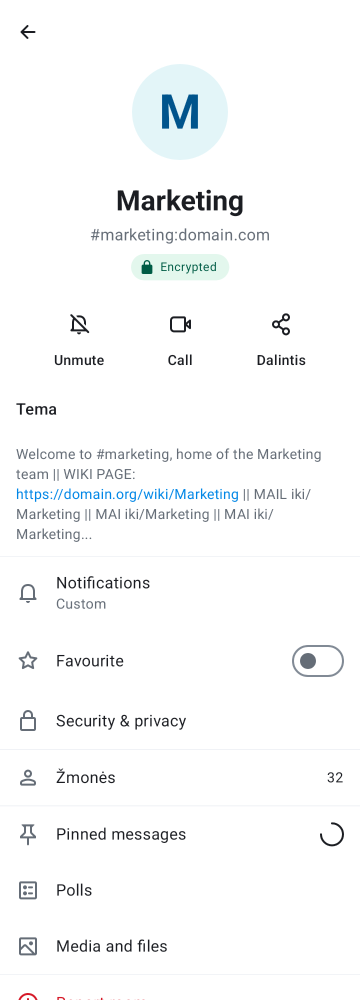 M
Marketing
#marketing:domain.com
Encrypted
Unmute
Call
Dalintis
Tema
Welcome to #marketing, home of the Marketing
team || WIKI PAGE:
https://domain.org/wiki/Marketing || MAIL iki/
Marketing || MAI iki/Marketing || MAI iki/
Marketing...
Notifications
Custom
Favourite
Security & privacy
Žmonės
32
Pinned messages
Polls
Media and files
Report room